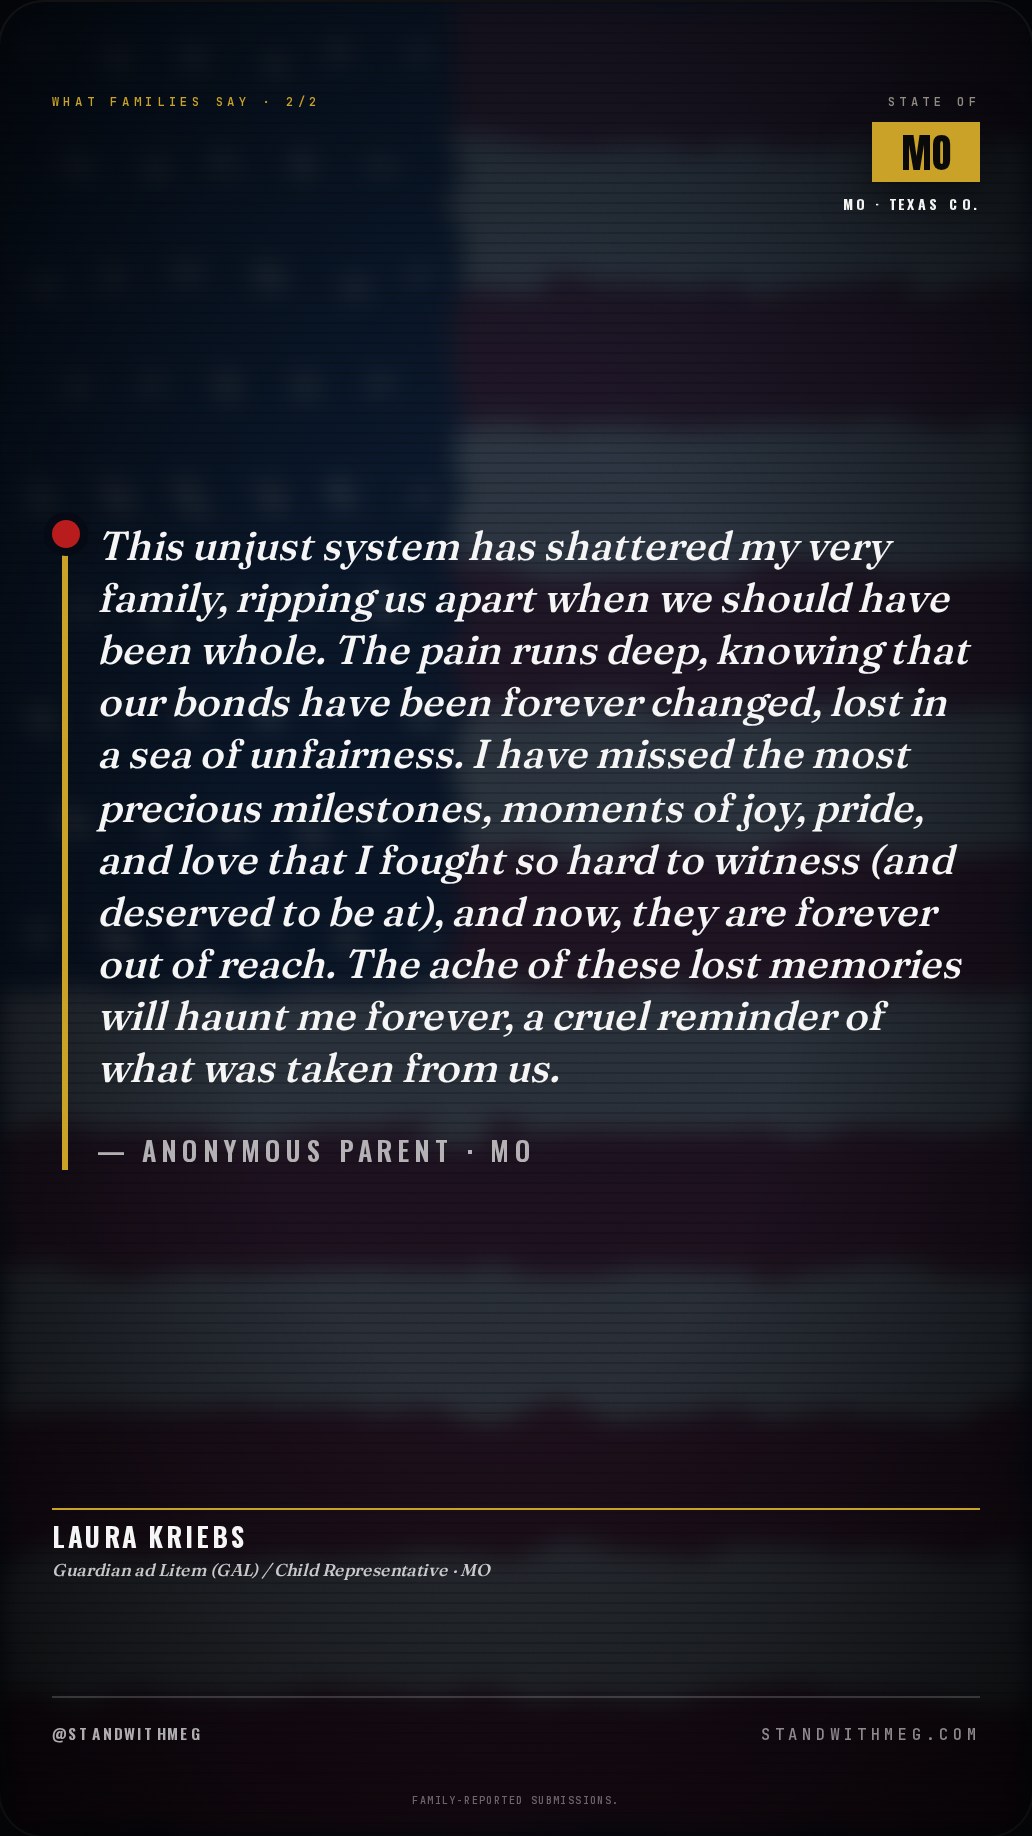 WHAT FAMILIES SAY · 2/2
STATE OF
MO
MO · TEXAS CO.
This unjust system has shattered my very
family, ripping us apart when we should have
been whole. The pain runs deep, knowing that
our bonds have been forever changed, lost in
a sea of unfairness. I have missed the most
precious milestones, moments of joy, pride,
and love that I fought so hard to witness (and
deserved to be at), and now, they are forever
out of reach. The ache of these lost memories
will haunt me forever, a cruel reminder of
what was taken from us.
— ANONYMOUS PARENT · MO
LAURA KRIEBS
Guardian ad Litem (GAL) / Child Representative · MO
@STANDWITHMEG
STANDWITHMEG.COM
FAMILY-REPORTED SUBMISSIONS.